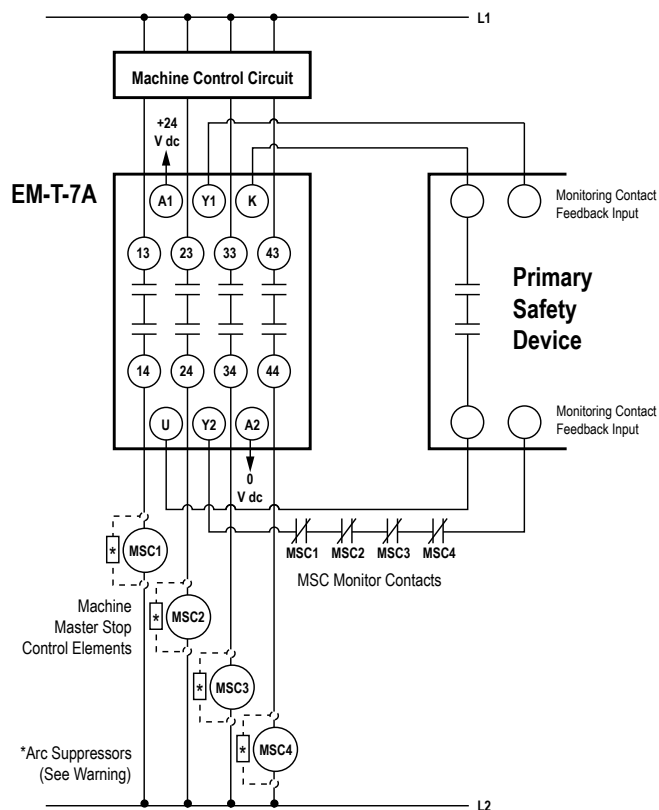 L1
Machine Control Circuit
+24
V dc
EM-T-7A
A1 Y1 K
Monitoring Contact
Feedback Input
13 23 33 43
Primary
Safety
Device
14 24 34 44
U Y2 A2
Monitoring Contact
Feedback Input
0
V dc
MSC1 MSC2 MSC3 MSC4
MSC Monitor Contacts
* MSC1
Machine
Master Stop
Control Elements
* MSC2
* MSC3
* MSC4
*Arc Suppressors
(See Warning)
L2